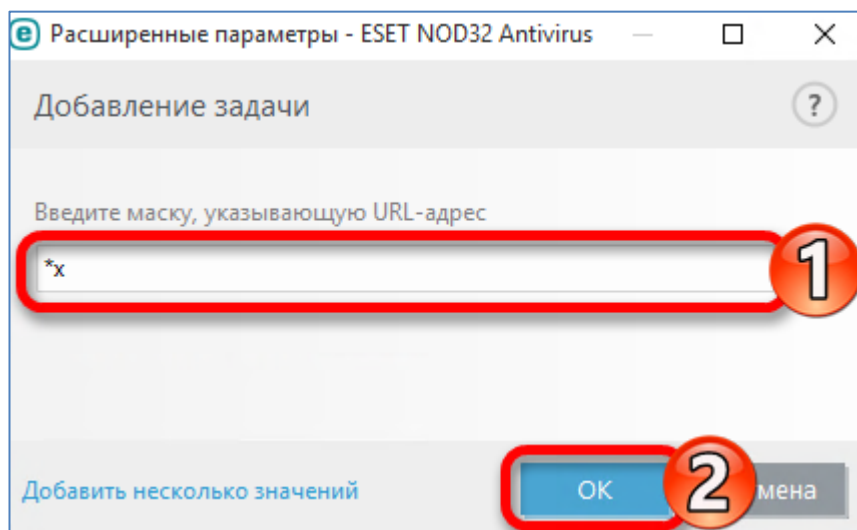 Расширенные параметры - ESET NOD32 Antivirus
Добавление задачи
?
Введите маску, указывающую URL-адрес
*x
1
Добавить несколько значений
OK
2
мена